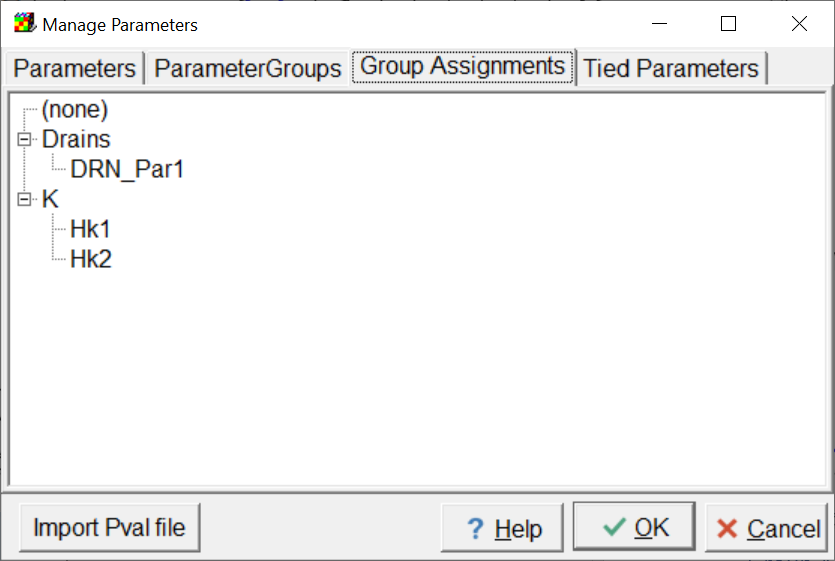 Manage Parameters
Parameters ParameterGroups Group Assignments Tied Parameters
(none)
Drains
DRN_Par1
K
Hk1
Hk2
Import Pval file ? Help OK Cancel